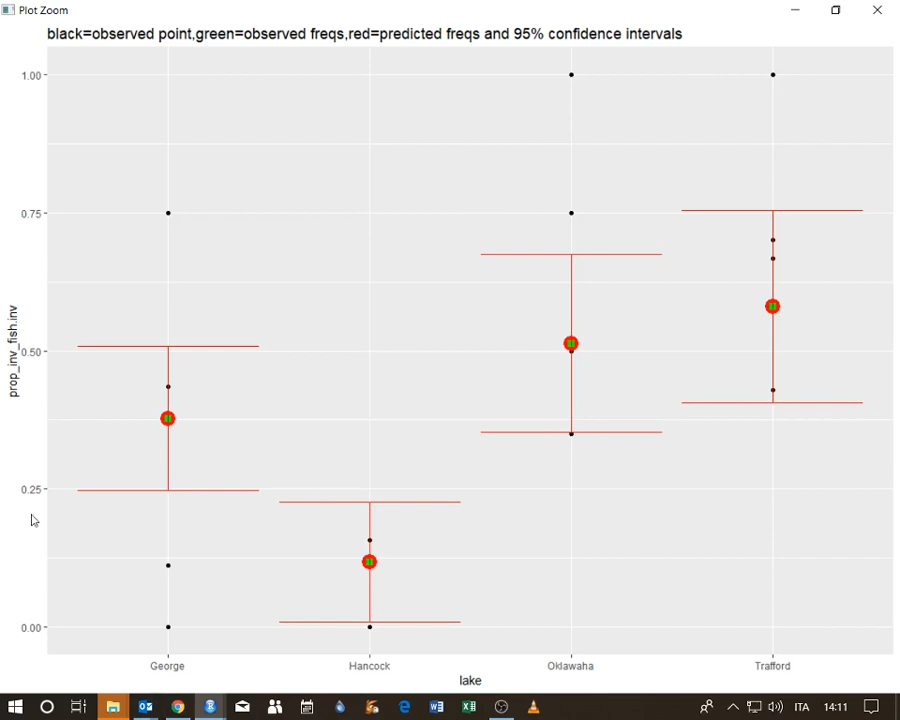 Plot Zoom
black=observed point,green=observed freqs,red=predicted freqs and 95% confidence intervals
1.00
0.75
0.50
0.25
0.00
prop_inv_fish.inv
George Hancock Oklawaha Trafford
lake
ITA 14:11